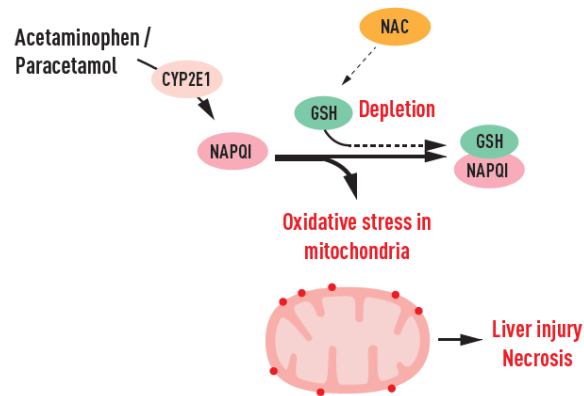 Acetaminophen /
Paracetamol
CYP2E1
NAC
GSH
Depletion
NAPQI
GSH
NAPQI
Oxidative stress in
mitochondria
Liver injury
Necrosis